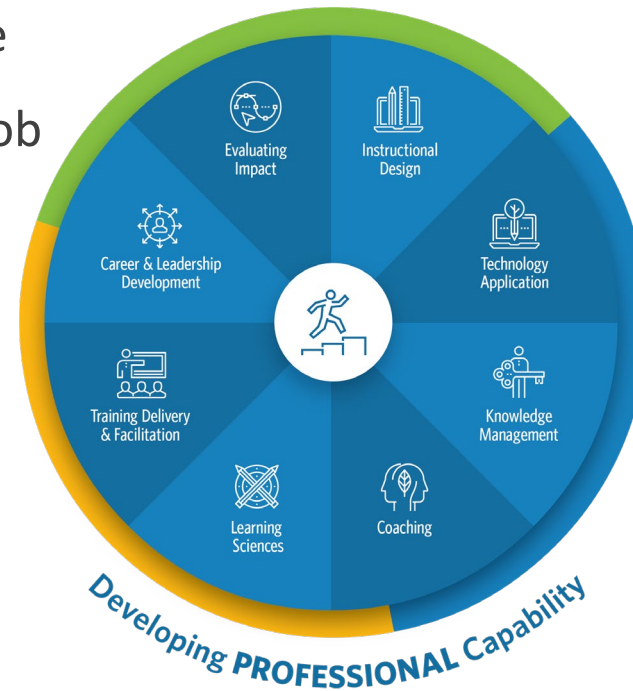 e
ob
Evaluating
Impact
Instructional
Design
Career & Leadership
Development
Technology
Application
Training Delivery
& Facilitation
Knowledge
Management
Learning
Sciences
Coaching
Developing PROFESSIONAL Capability